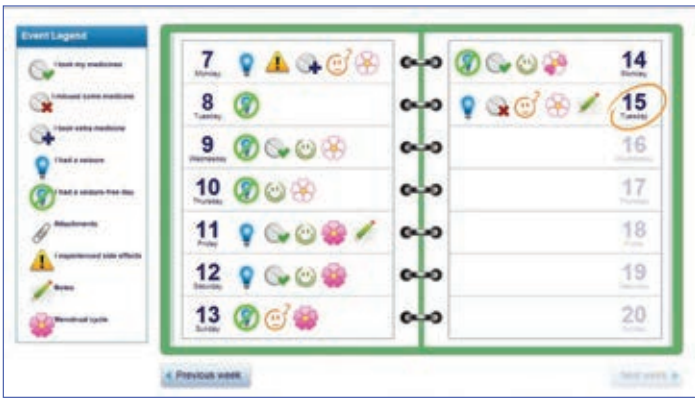 Event Legend
I took my medicines
I missed some medicine
I took extra medicine
I had a seizure
I had a seizure-free day
Attachments
I experienced side effects
Notes
Menstrual cycle
7
Monday
8
Tuesday
9
Wednesday
10
Thursday
11
Friday
12
Saturday
13
Sunday
14
Monday
15
Tuesday
16
Wednesday
17
Thursday
18
Friday
19
Saturday
20
Sunday
Previous week
Next week